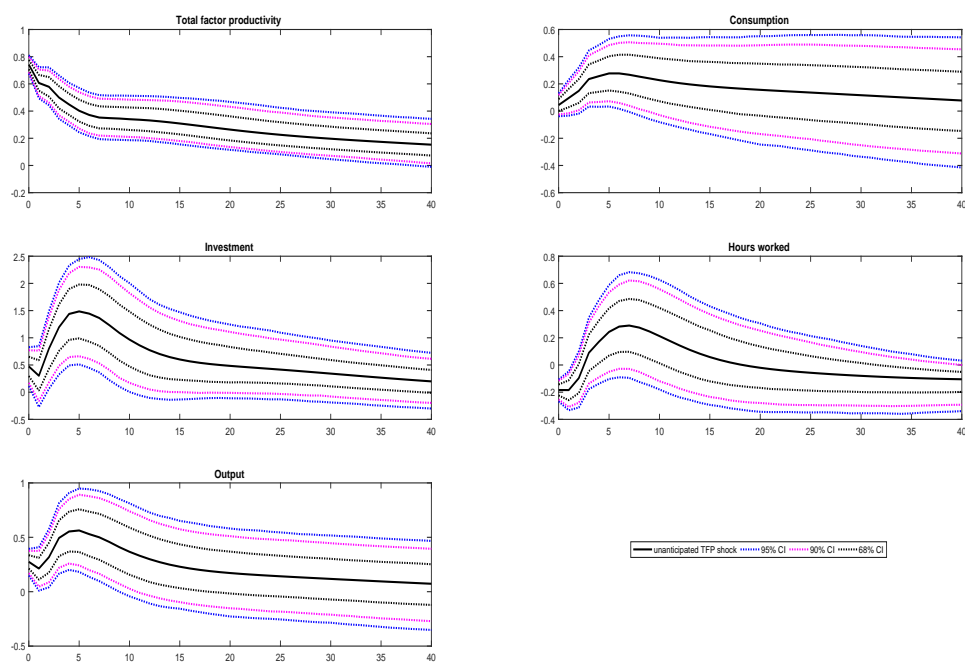 Total factor productivity
1
0.8
0.6
0.4
0.2
0
-0.2
0 5 10 15 20 25 30 35 40
Consumption
0.6
0.4
0.2
0
-0.2
-0.4
-0.6
0 5 10 15 20 25 30 35 40
Investment
2.5
2
1.5
1
0.5
0
-0.5
0 5 10 15 20 25 30 35 40
Hours worked
0.8
0.6
0.4
0.2
0
-0.2
-0.4
0 5 10 15 20 25 30 35 40
Output
1
0.5
0
-0.5
0 5 10 15 20 25 30 35 40
unanticipated TFP shock 95% CI 90% CI 68% CI